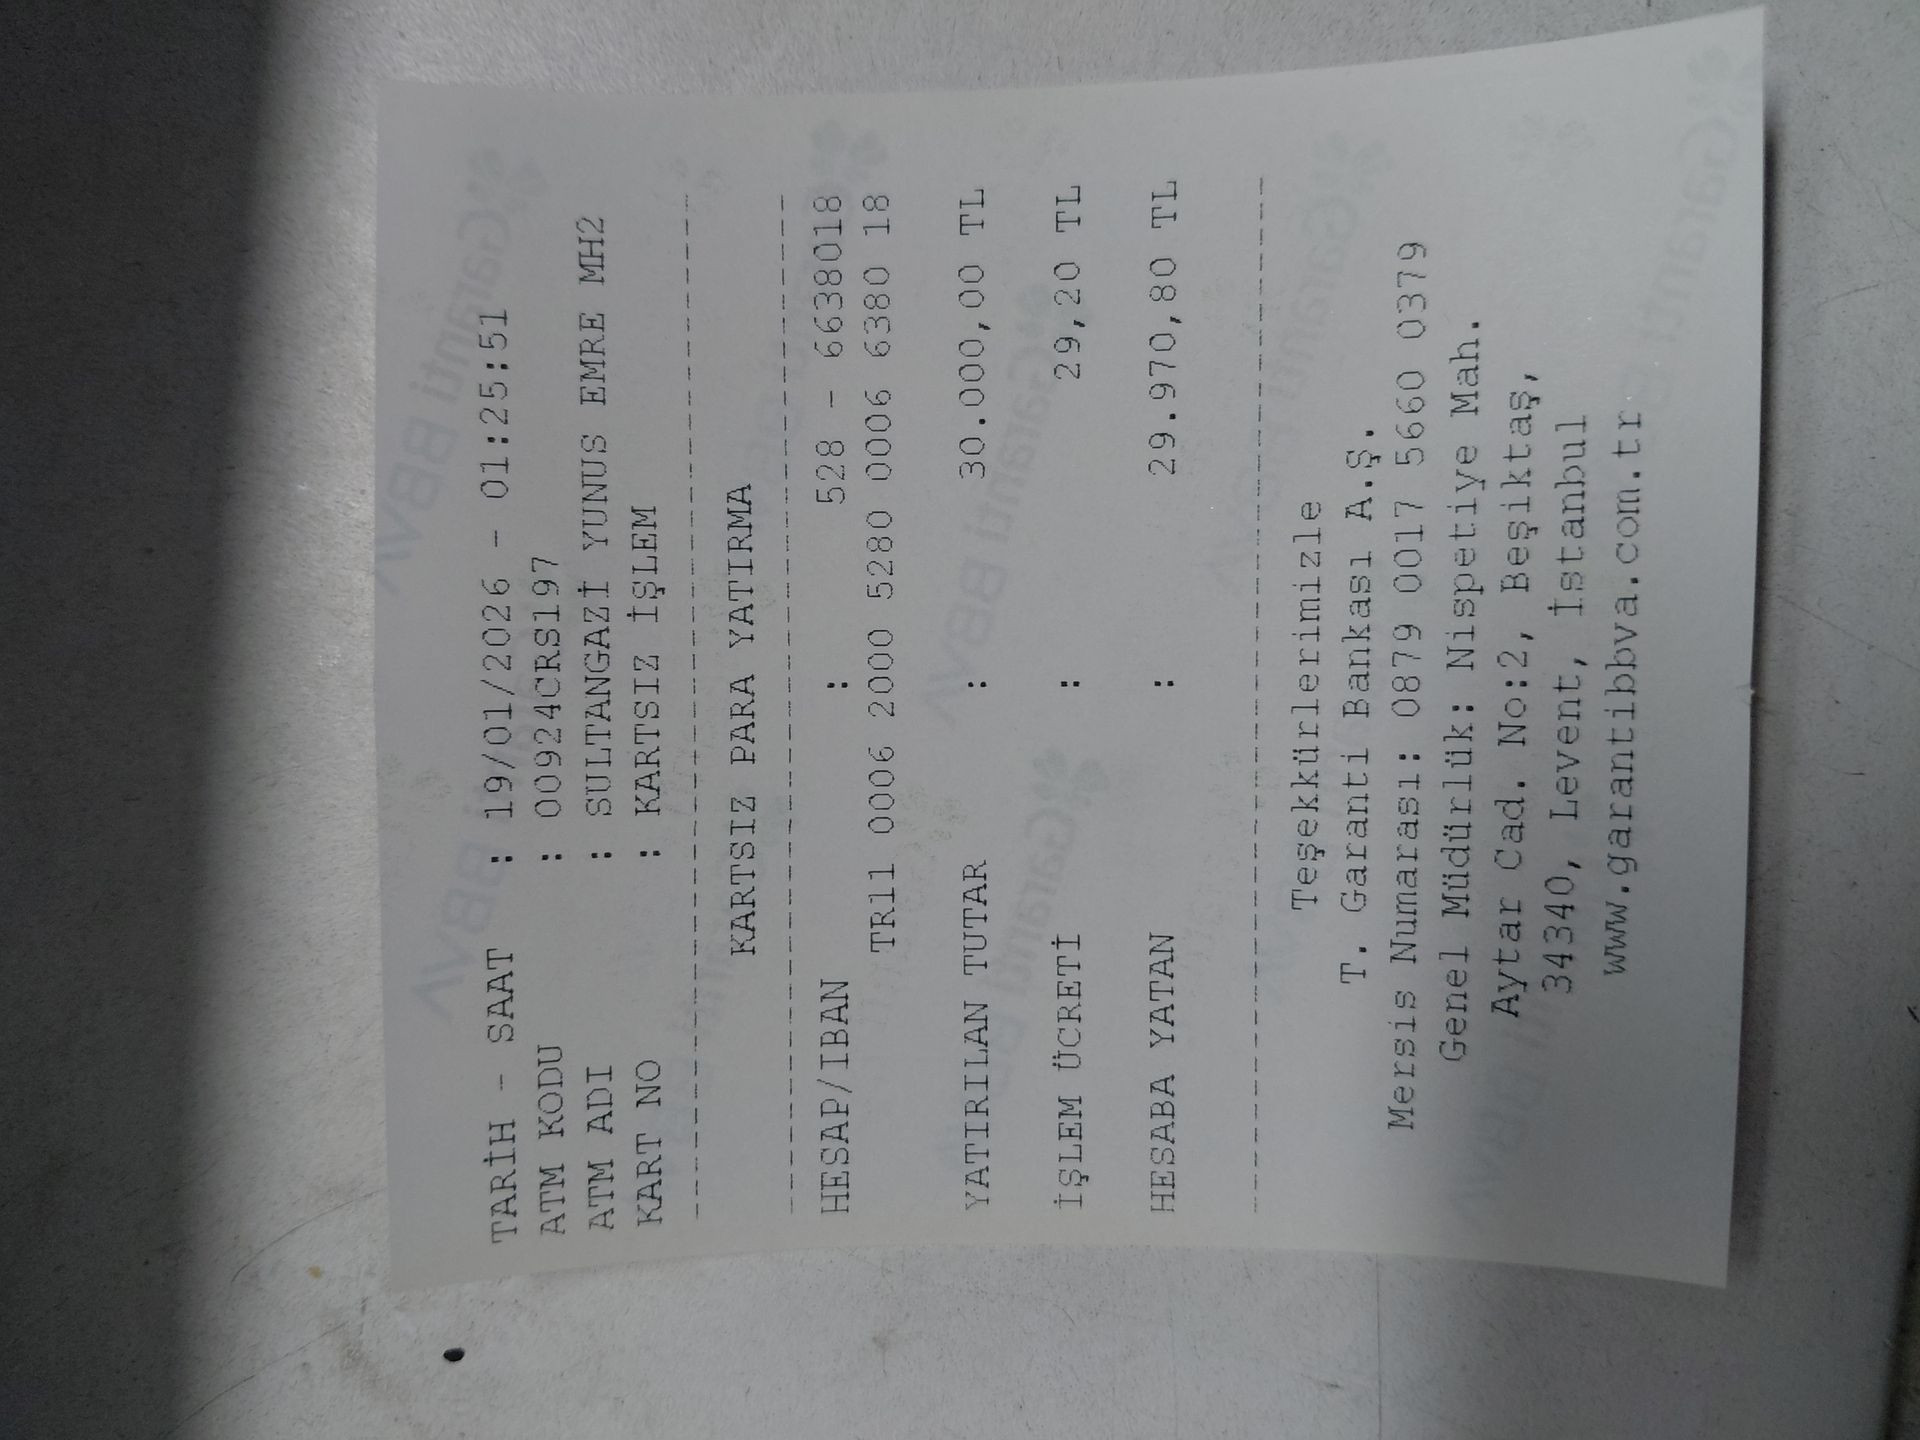 TARİH - SAAT : 19/01/2026 - 01:25:51
ATM KODU : 00924CRS197
ATM ADI : SULTANGAZİ YUNUS EMRE MH2
KART NO : KARTSIZ İŞLEM
KARTSIZ PARA YATIRMA
HESAP/IBAN : 528 - 6638018
TR11 0006 2000 5280 0006 6380 18
YATIRILAN TUTAR : 30.000,00 TL
İŞLEM ÜCRETİ : 29,20 TL
HESABA YATAN : 29.970,80 TL
Teşekkürlerimizle
T. Garanti Bankası A.Ş.
Mersis Numarası: 0879 0017 5660 0379
Genel Müdürlük: Nispetiye Mah.
Aytar Cad. No:2, Beşiktaş,
34340, Levent, İstanbul
www.garantibbva.com.tr